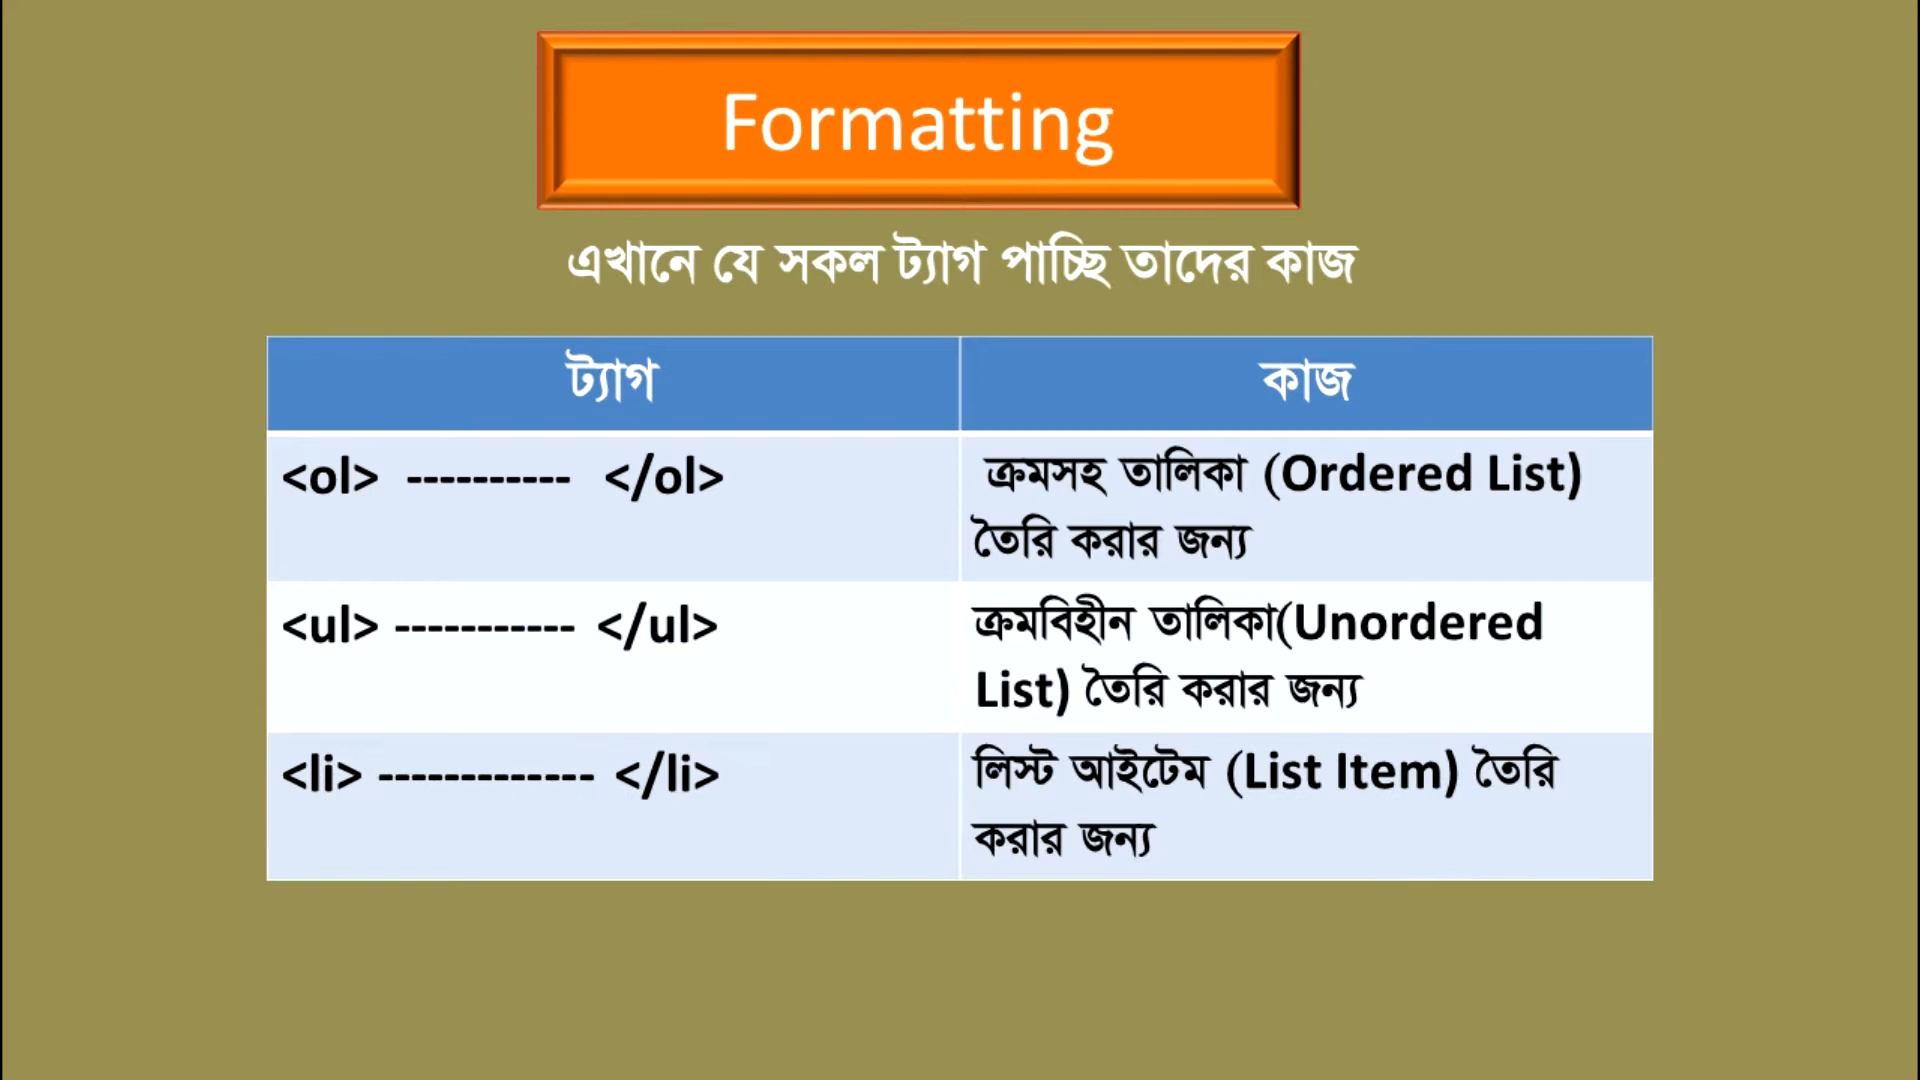 Formatting
এখানে যে সকল ট্যাগ পাচ্ছি তাদের কাজ
ট্যাগ
কাজ
<ol> ---------- </ol>
ক্রমসহ তালিকা (Ordered List)
তৈরি করার জন্য
<ul> ----------- </ul>
ক্রমবিহীন তালিকা(Unordered
List) তৈরি করার জন্য
<li> ------------- </li>
লিস্ট আইটেম (List Item) তৈরি
করার জন্য